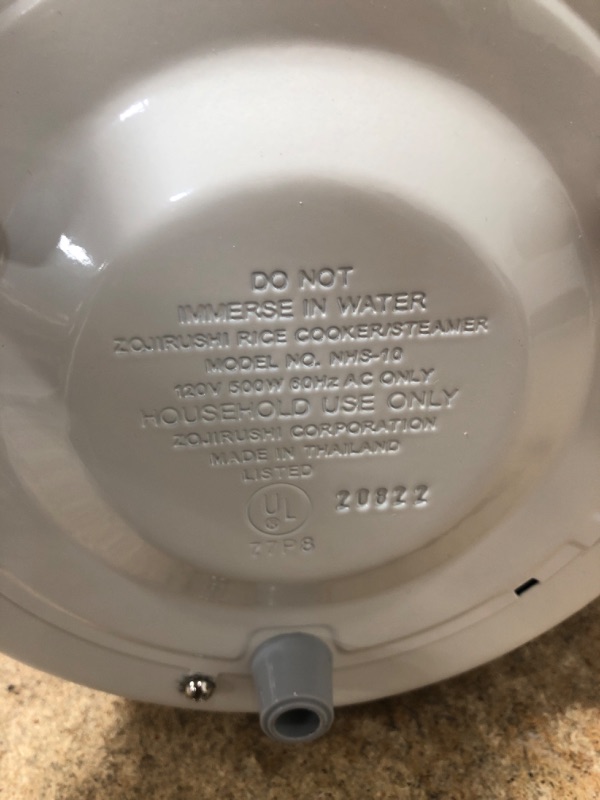 DO NOT
IMMERSE IN WATER
ZOJIRUSHI RICE COOKER/STEAMER
MODEL NO. NHS-10
120V 500W 60Hz AC ONLY
HOUSEHOLD USE ONLY
ZOJIRUSHI CORPORATION
MADE IN THAILAND
LISTED
UL 20822
77P8